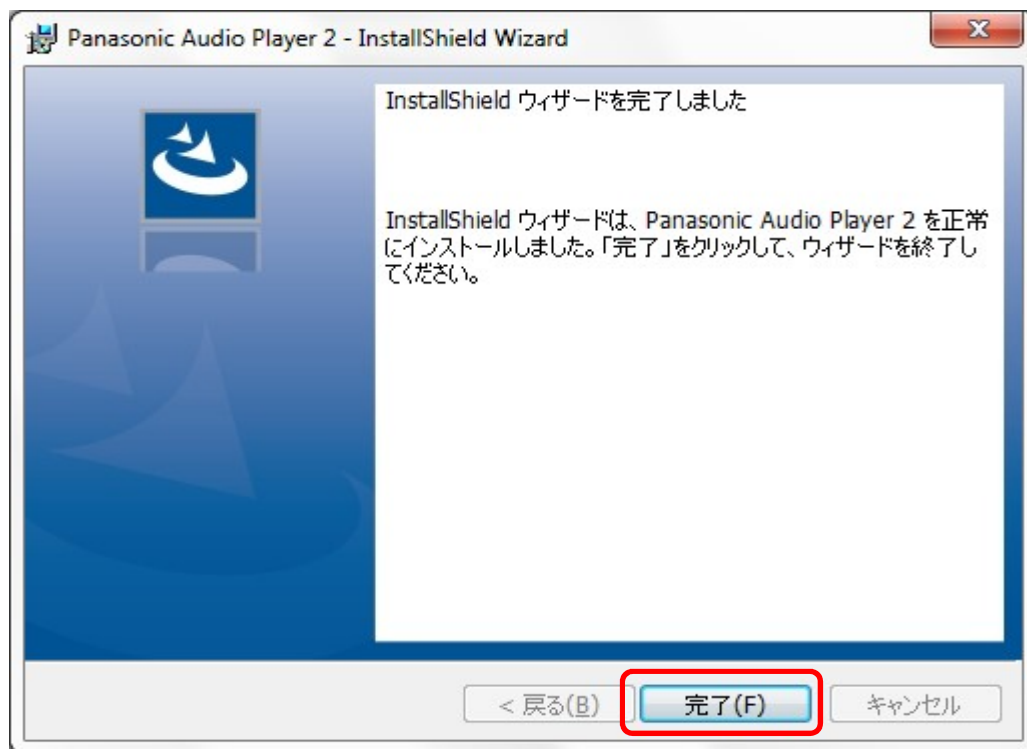 Panasonic Audio Player 2 - InstallShield Wizard
InstallShield ウィザードを完了しました
InstallShield ウィザードは、Panasonic Audio Player 2 を正常
にインストールしました。「完了」をクリックして、ウィザードを終了し
てください。
< 戻る(B)
完了(F)
キャンセル